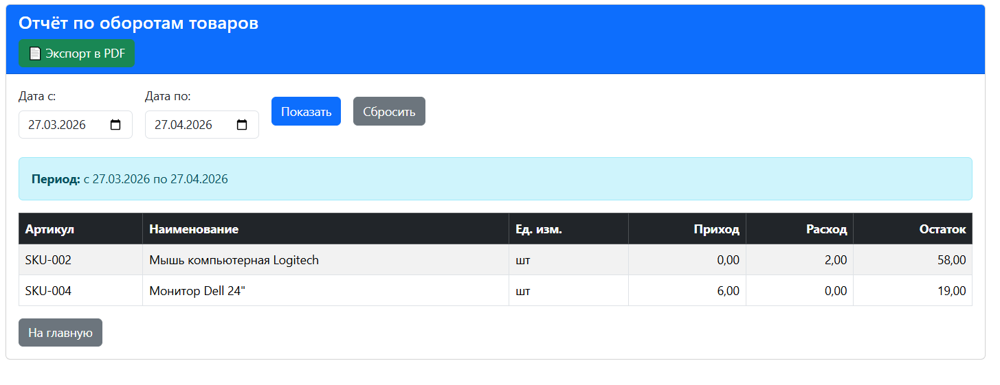 Отчёт по оборотам товаров
Экспорт в PDF
Дата с: Дата по:
27.03.2026 27.04.2026 Показать Сбросить
Период: с 27.03.2026 по 27.04.2026
Артикул Наименование Ед. изм. Приход Расход Остаток
SKU-002 Мышь компьютерная Logitech шт 0,00 2,00 58,00
SKU-004 Монитор Dell 24" шт 6,00 0,00 19,00
На главную